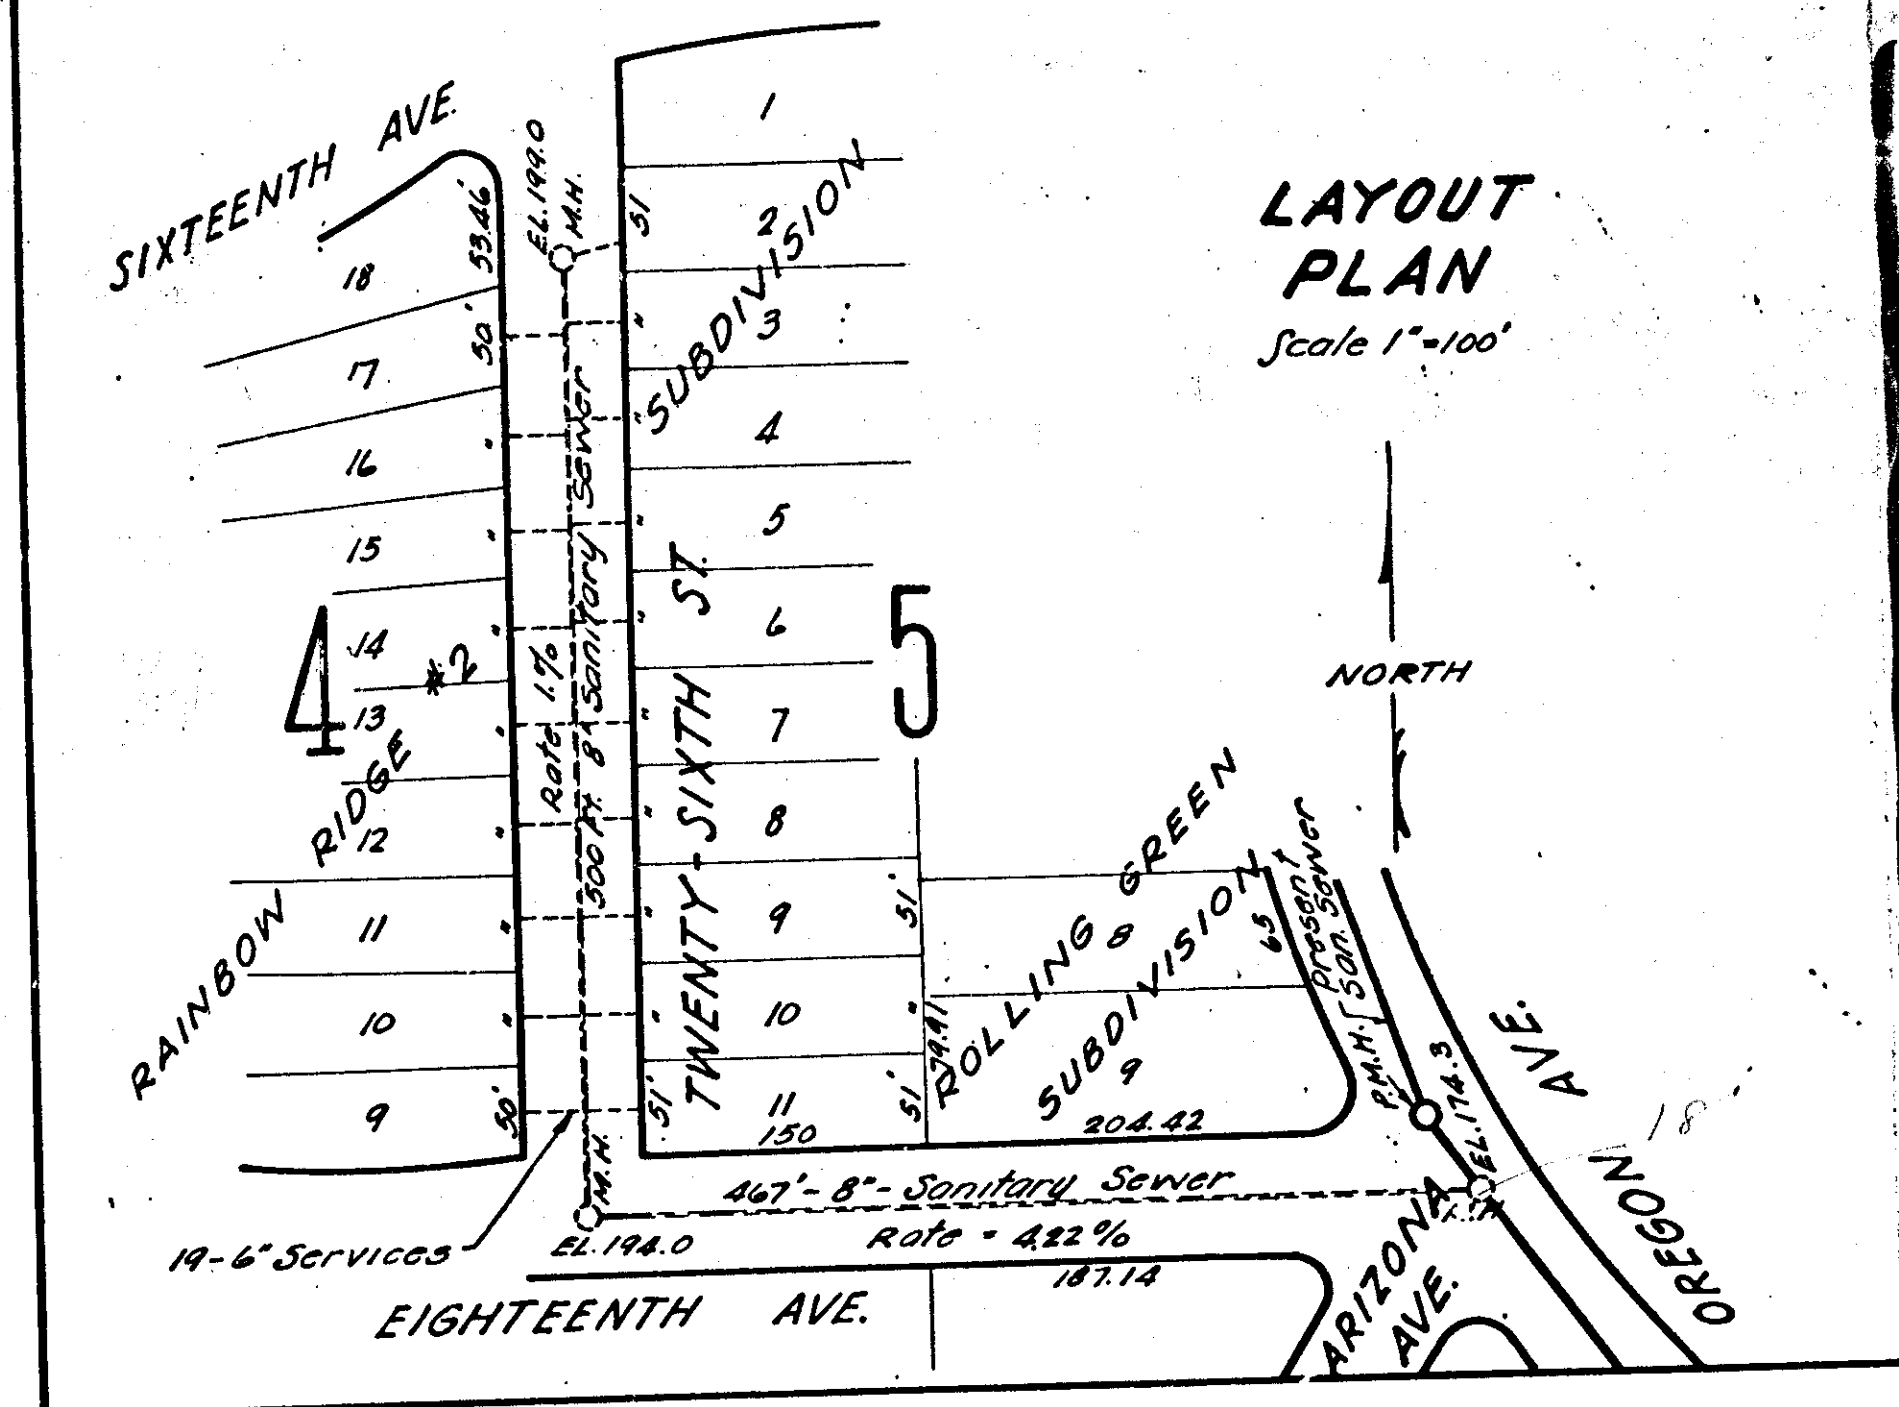 LAYOUT
PLAN
Scale 1"=100'
NORTH
SIXTEENTH AVE.
EL. 199.0
M.H.
53.46'
50'
"
"
"
"
"
"
"
50'
18
17
16
15
14
13
12
11
10
9
4
RAINBOW RIDGE #2
SUBDIVISION
Rate 1.%
500 Ft. 8" Sanitary Sewer
51
"
"
"
"
"
"
"
"
51'
1
2
3
4
5
6
7
8
9
10
11
150
5
TWENTY-SIXTH ST.
51'
"
51'
79.91
ROLLING GREEN
SUBDIVISION
8
9
65
204.42
Present
San. Sewer
P.M.H.
EL. 174.3
OREGON AVE.
18
M.H.
467'-8"-Sanitary Sewer
Rate = 4.22%
EL. 194.0
19-6" Services
187.14
EIGHTEENTH AVE.
ARIZONA
AVE.